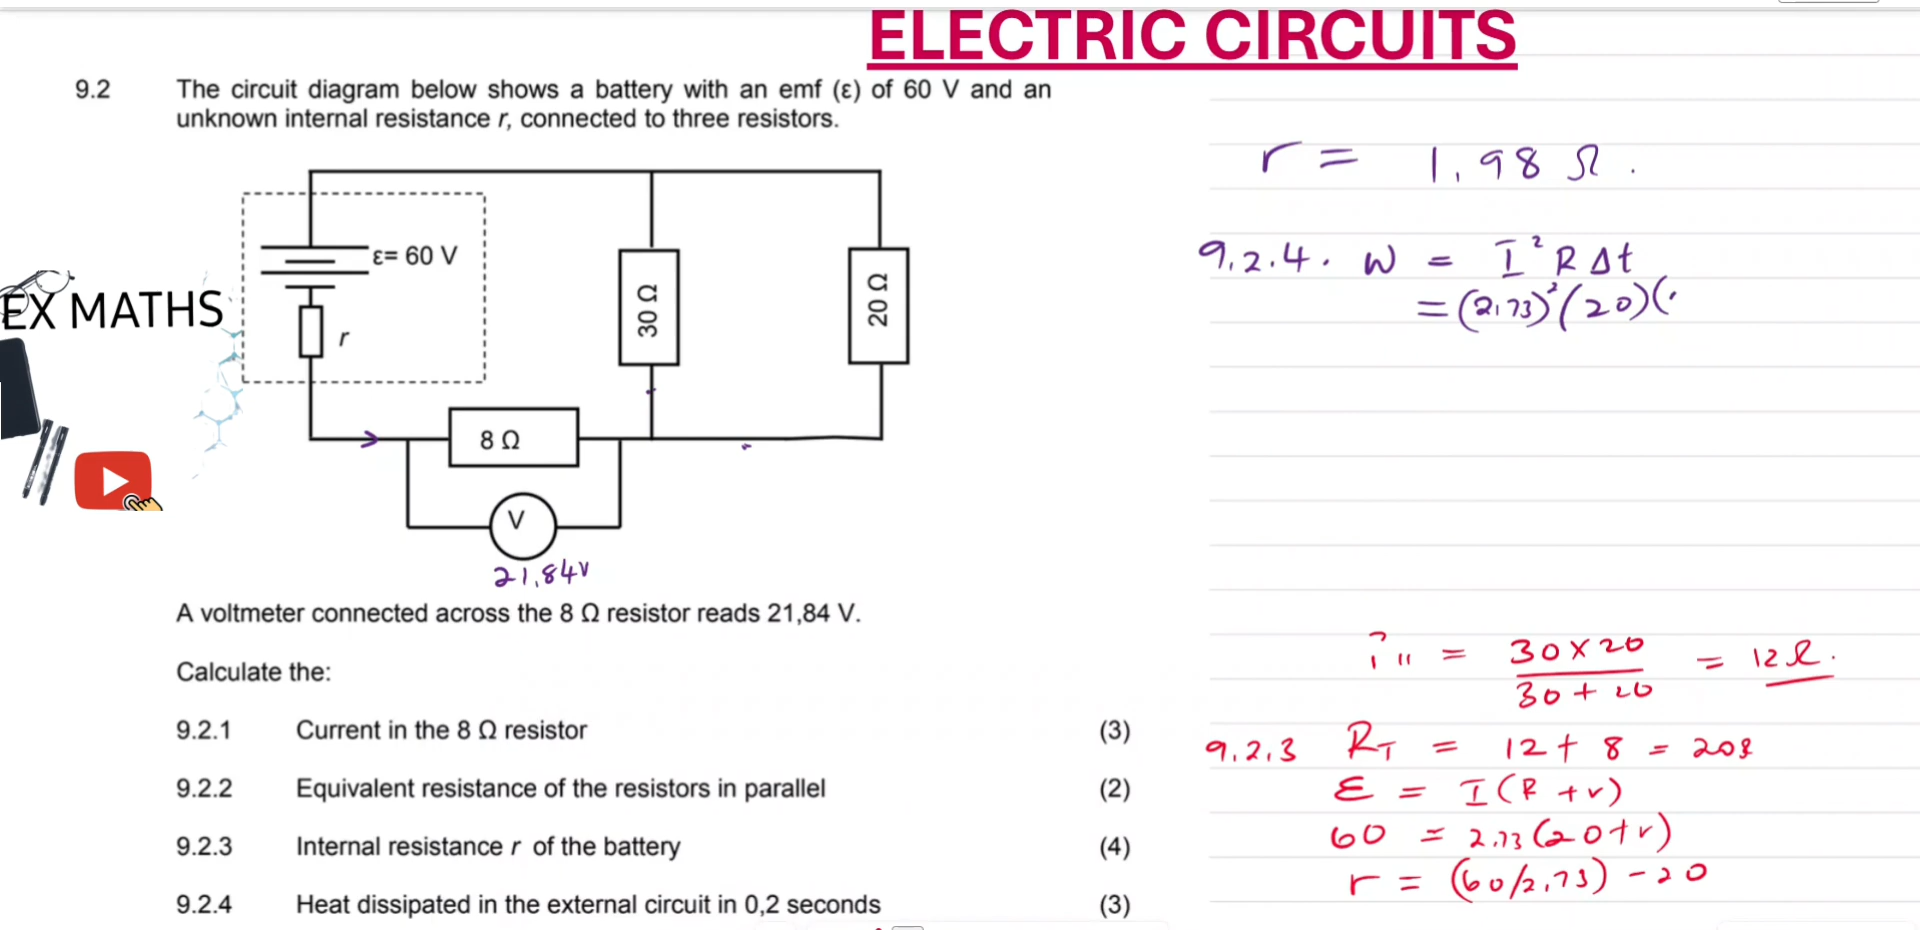 ELECTRIC CIRCUITS
9.2 The circuit diagram below shows a battery with an emf (ε) of 60 V and an
unknown internal resistance r, connected to three resistors.
ε= 60 V
r
30 Ω
20 Ω
8 Ω
V
21,84V
EX MATHS
A voltmeter connected across the 8 Ω resistor reads 21,84 V.
Calculate the:
9.2.1 Current in the 8 Ω resistor (3)
9.2.2 Equivalent resistance of the resistors in parallel (2)
9.2.3 Internal resistance r of the battery (4)
9.2.4 Heat dissipated in the external circuit in 0,2 seconds (3)
r = 1,98 Ω.
9.2.4. W = I²RΔt
= (2,73)²(20)(
r'' = 30×20 / 30+20 = 12Ω.
9.2.3 RT = 12 + 8 = 20Ω
ε = I(R+r)
60 = 2,73(20+r)
r = (60/2,73) -20